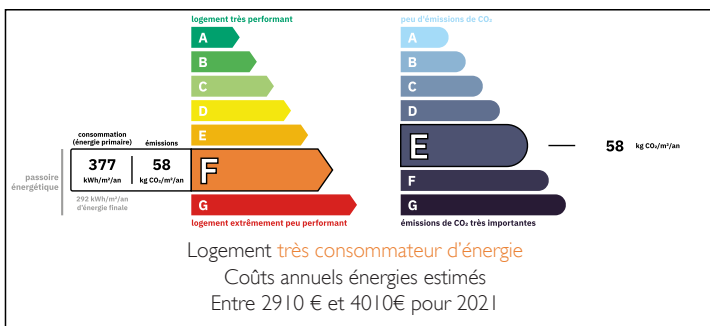 logement très performant
A
B
C
D
E
consommation
(énergie primaire)
émissions
passoire
énergétique
377
kWh/m²/an
58
kg CO₂/m²/an
F
292 kWh/m²/an
d'énergie finale
G
logement extrêmement peu performant
peu d'émissions de CO₂
A
B
C
D
E
58 kg CO₂/m²/an
F
G
émissions de CO₂ très importantes
Logement très consommateur d'énergie
Coûts annuels énergies estimés
Entre 2910 € et 4010€ pour 2021